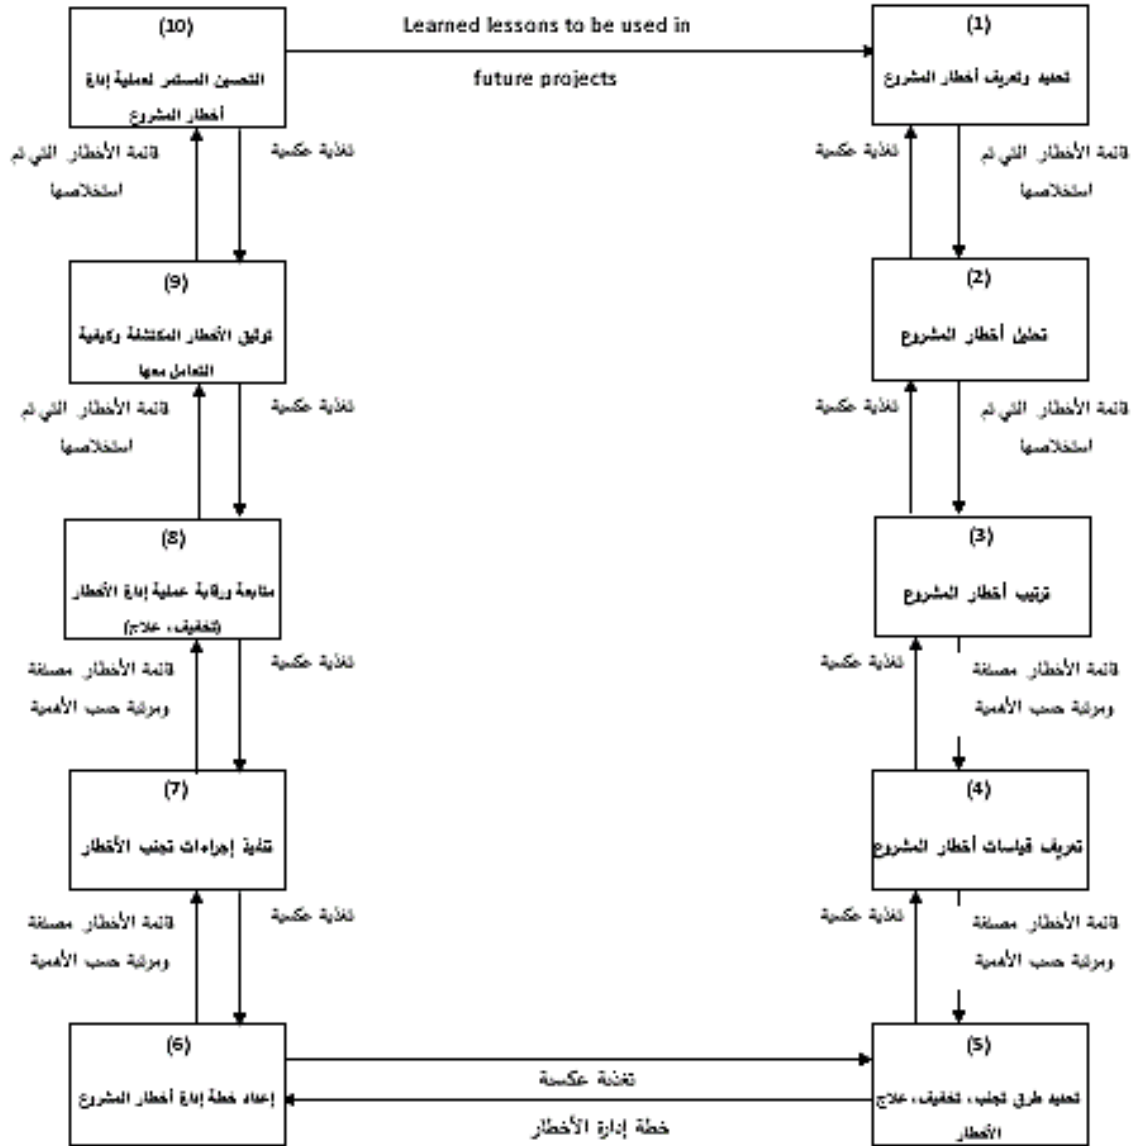 (10)
التحسين المستمر لعملية إدارة
أخطار المشروع
Learned lessons to be used in
future projects
(1)
تحديد وتعريف أخطار المشروع
قائمة الأخطار التي تم
استخلاصها
تغذية عكسية
تغذية عكسية
قائمة الأخطار التي تم
استخلاصها
(9)
توثيق الأخطار المكتشفة وكيفية
التعامل معها
(2)
تحليل أخطار المشروع
قائمة الأخطار التي تم
استخلاصها
تغذية عكسية
تغذية عكسية
قائمة الأخطار التي تم
استخلاصها
(8)
متابعة ورقابة عملية إدارة الأخطار
(تخفيف، علاج)
(3)
ترتيب أخطار المشروع
قائمة الأخطار مصنفة
ومرتبة حسب الأهمية
تغذية عكسية
تغذية عكسية
قائمة الأخطار مصنفة
ومرتبة حسب الأهمية
(7)
تنفيذ إجراءات تجنب الأخطار
(4)
تعريف قياسات أخطار المشروع
قائمة الأخطار مصنفة
ومرتبة حسب الأهمية
تغذية عكسية
تغذية عكسية
قائمة الأخطار مصنفة
ومرتبة حسب الأهمية
(6)
إعداد خطة إدارة أخطار المشروع
تغذية عكسية
خطة إدارة الأخطار
(5)
تحديد طرق تجنب، تخفيف، علاج
الأخطار